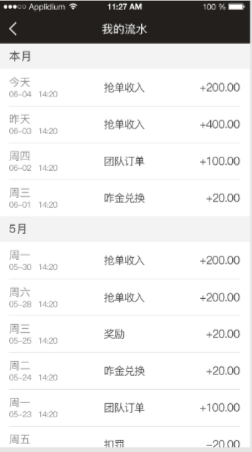 Applidium 11:27 AM 100 %
我的流水
本月
今天 抢单收入 +200.00
06-04 14:20
昨天 抢单收入 +400.00
06-03 14:20
周四 团队订单 +100.00
06-02 14:20
周三 昨金兑换 +20.00
06-01 14:20
5月
周一 抢单收入 +200.00
05-30 14:20
周六 抢单收入 +200.00
05-28 14:20
周三 奖励 +20.00
05-25 14:20
周二 昨金兑换 +20.00
05-24 14:20
周一 团队订单 +100.00
05-23 14:20
周五 扣罚 -20.00